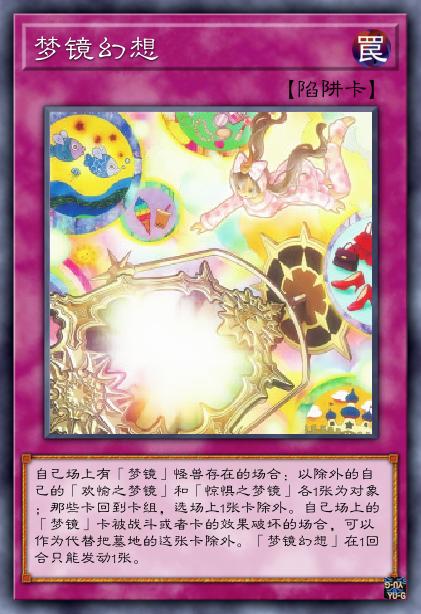 梦镜幻想
罠
【陷阱卡】
自己场上有「梦镜」怪兽存在的场合：以除外的自
己的「欢愉之梦镜」和「惊惧之梦镜」各1张为对象
；那些卡回到卡组，选场上1张卡除外。自己场上的
「梦镜」卡被战斗或者卡的效果破坏的场合，可以
作为代替把墓地的这张卡除外。「梦镜幻想」在1回
合只能发动1张。